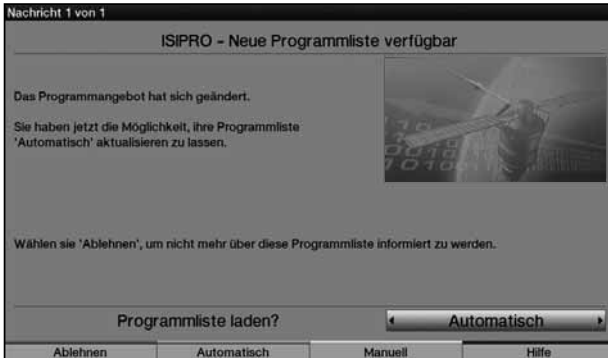 Nachricht 1 von 1
ISIPRO - Neue Programmliste verfügbar
Das Programmangebot hat sich geändert.
Sie haben jetzt die Möglichkeit, ihre Programmliste
'Automatisch' aktualisieren zu lassen.
Wählen sie 'Ablehnen', um nicht mehr über diese Programmliste informiert zu werden.
Programmliste laden?
Automatisch
Ablehnen Automatisch Manuell Hilfe